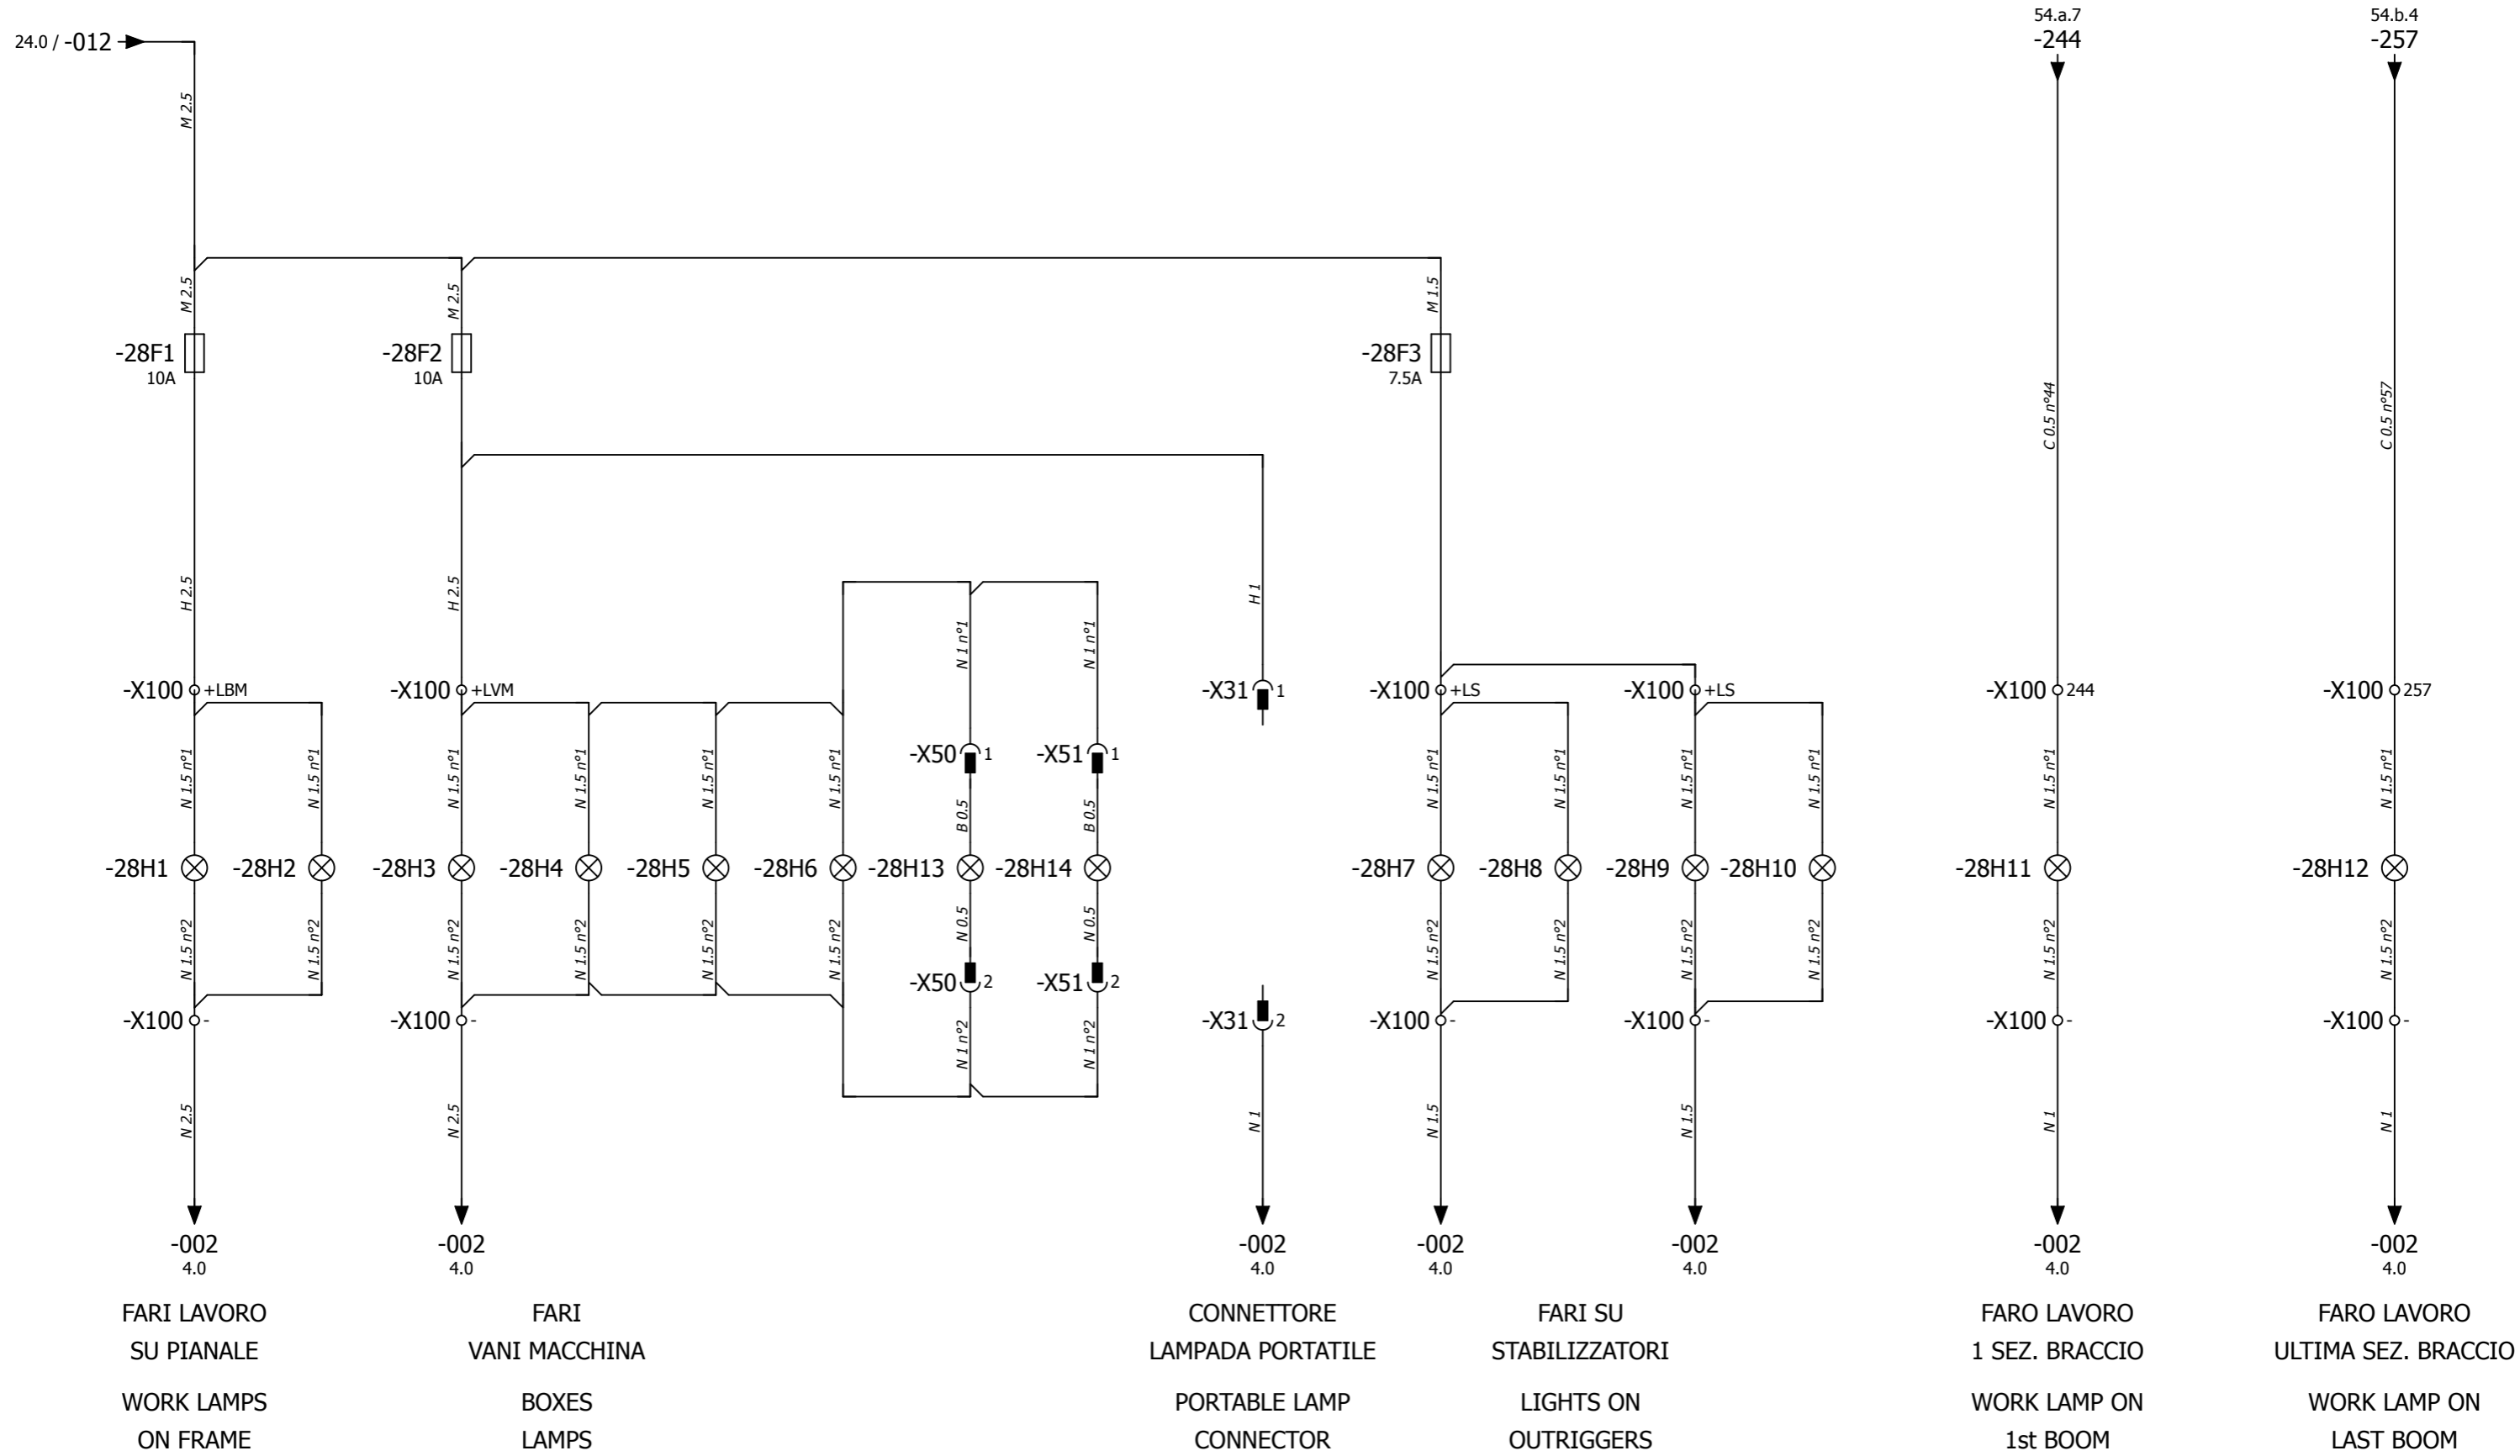 24.0 / -012
54.a.7
-244
54.b.4
-257
M 2.5
M 2.5
M 2.5
M 1.5
-28F1
10A
-28F2
10A
-28F3
7.5A
C 0.5 n°44
C 0.5 n°57
H 2.5
H 2.5
H 1
N 1 n°1
N 1 n°1
-X100 +LBM
-X100 +LVM
-X31 1
-X100 +LS
-X100 +LS
-X100 244
-X100 257
-X50 1
-X51 1
N 1.5 n°1
N 1.5 n°1
N 1.5 n°1
N 1.5 n°1
N 1.5 n°1
N 1.5 n°1
B 0.5
B 0.5
N 1.5 n°1
N 1.5 n°1
N 1.5 n°1
N 1.5 n°1
N 1.5 n°1
N 1.5 n°1
-28H1
-28H2
-28H3
-28H4
-28H5
-28H6
-28H13
-28H14
-28H7
-28H8
-28H9
-28H10
-28H11
-28H12
N 1.5 n°2
N 1.5 n°2
N 1.5 n°2
N 1.5 n°2
N 1.5 n°2
N 1.5 n°2
N 0.5
N 0.5
N 1.5 n°2
N 1.5 n°2
N 1.5 n°2
N 1.5 n°2
N 1.5 n°2
N 1.5 n°2
-X50 2
-X51 2
-X100 -
-X100 -
-X31 2
-X100 -
-X100 -
-X100 -
-X100 -
N 1 n°2
N 1 n°2
N 2.5
N 2.5
N 1
N 1.5
N 1.5
N 1
N 1
-002
4.0
-002
4.0
-002
4.0
-002
4.0
-002
4.0
-002
4.0
-002
4.0
FARI LAVORO
SU PIANALE
WORK LAMPS
ON FRAME
FARI
VANI MACCHINA
BOXES
LAMPS
CONNETTORE
LAMPADA PORTATILE
PORTABLE LAMP
CONNECTOR
FARI SU
STABILIZZATORI
LIGHTS ON
OUTRIGGERS
FARO LAVORO
1 SEZ. BRACCIO
WORK LAMP ON
1st BOOM
FARO LAVORO
ULTIMA SEZ. BRACCIO
WORK LAMP ON
LAST BOOM